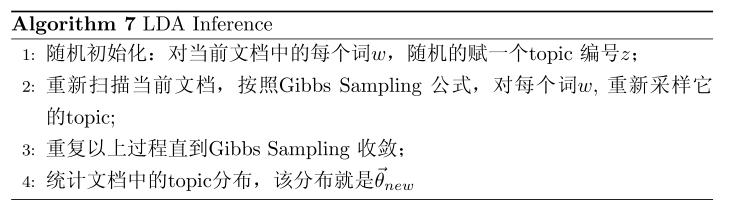 Algorithm 7 LDA Inference
1: 随机初始化：对当前文档中的每个词w，随机的赋一个topic 编号z；
2: 重新扫描当前文档，按照Gibbs Sampling 公式，对每个词w, 重新采样它
的topic;
3: 重复以上过程直到Gibbs Sampling 收敛；
4: 统计文档中的topic分布，该分布就是$\vec{\theta}_{new}$